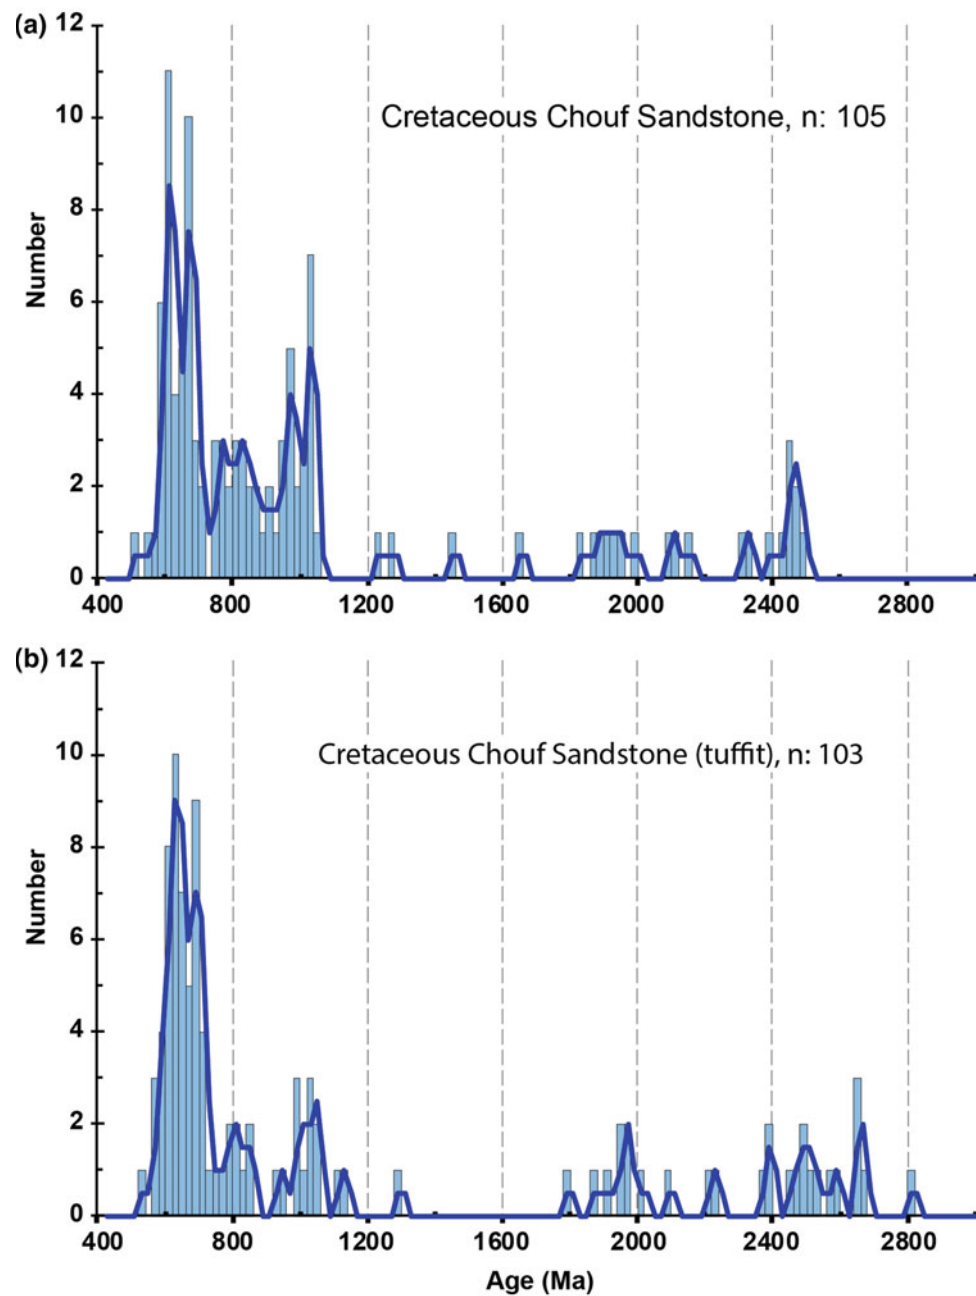 (a)
12
10
8
6
4
2
0
Number
Cretaceous Chouf Sandstone, n: 105
400 800 1200 1600 2000 2400 2800
(b)
12
10
8
6
4
2
0
Number
Cretaceous Chouf Sandstone (tuffit), n: 103
400 800 1200 1600 2000 2400 2800
Age (Ma)